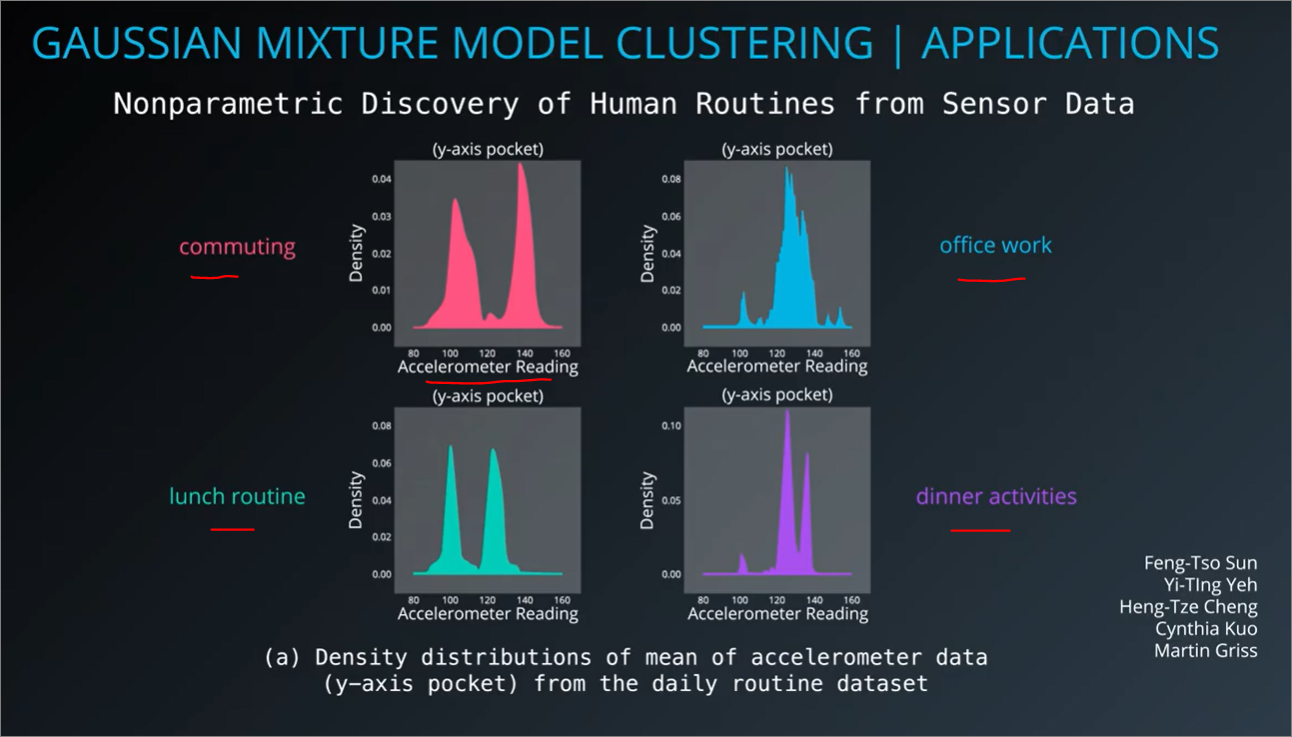 GAUSSIAN MIXTURE MODEL CLUSTERING | APPLICATIONS
Nonparametric Discovery of Human Routines from Sensor Data
commuting
(y-axis pocket)
Density
0.04
0.03
0.02
0.01
0.00
80 100 120 140 160
Accelerometer Reading
(y-axis pocket)
Density
0.08
0.06
0.04
0.02
0.00
80 100 120 140 160
Accelerometer Reading
office work
lunch routine
(y-axis pocket)
Density
0.08
0.06
0.04
0.02
0.00
80 100 120 140 160
Accelerometer Reading
(y-axis pocket)
Density
0.10
0.05
0.00
80 100 120 140 160
Accelerometer Reading
dinner activities
Feng-Tso Sun
Yi-TIng Yeh
Heng-Tze Cheng
Cynthia Kuo
Martin Griss
(a) Density distributions of mean of accelerometer data
(y-axis pocket) from the daily routine dataset